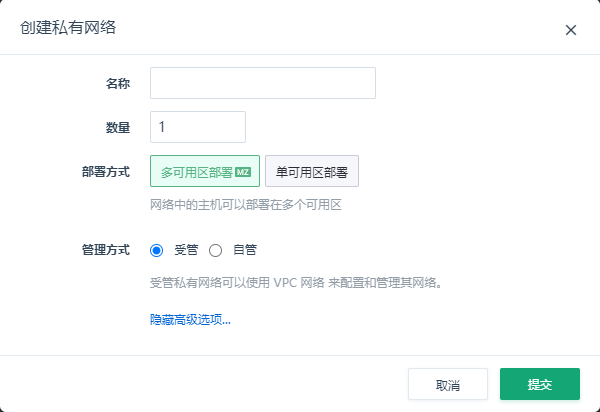 创建私有网络
名称
数量 1
部署方式 多可用区部署 MZ 单可用区部署
网络中的主机可以部署在多个可用区
管理方式 受管 自管
受管私有网络可以使用 VPC 网络 来配置和管理其网络。
隐藏高级选项...
取消 提交